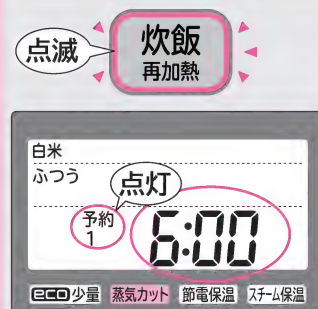 点滅
炊飯
再加熱
白米
ふつう
点灯
予約
1
6:00
eco少量 蒸気カット 節電保温 スチーム保温